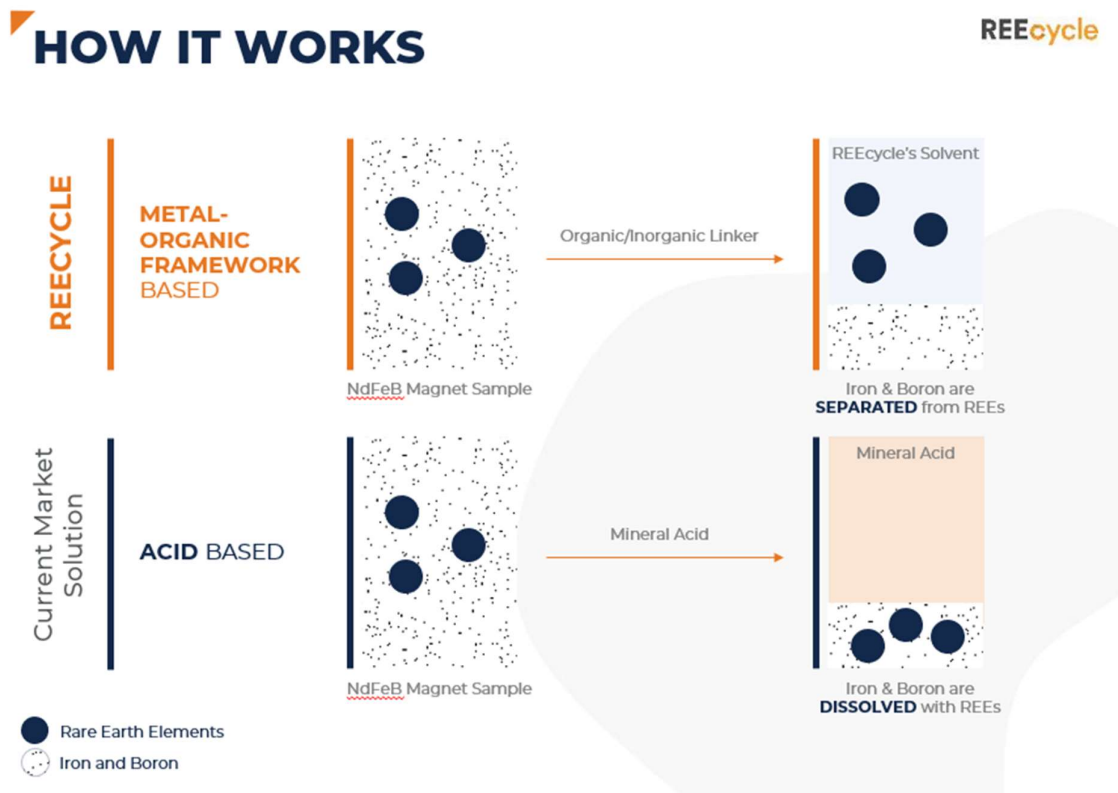 HOW IT WORKS
REEcycle
REECYCLE
METAL-
ORGANIC
FRAMEWORK
BASED
NdFeB Magnet Sample
Organic/Inorganic Linker
REEcycle's Solvent
Iron & Boron are
SEPARATED from REEs
Current Market
Solution
ACID BASED
NdFeB Magnet Sample
Mineral Acid
Mineral Acid
Iron & Boron are
DISSOLVED with REEs
Rare Earth Elements
Iron and Boron